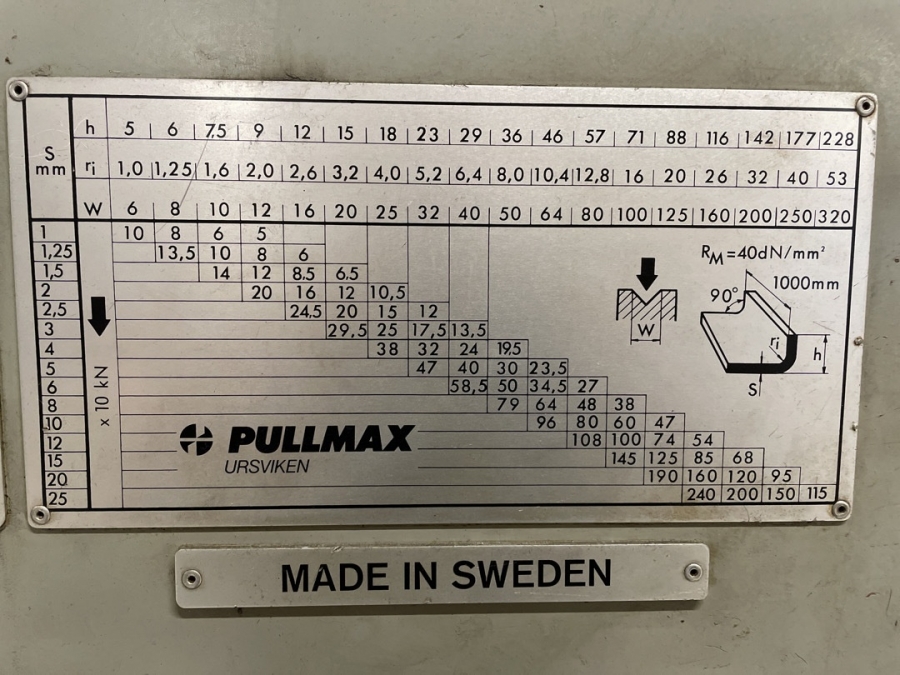 h 5 6 7.5 9 12 15 18 23 29 36 46 57 71 88 116 142 177 228
S mm ri 1,0 1,25 1,6 2,0 2,6 3,2 4,0 5,2 6,4 8,0 10,4 12,8 16 20 26 32 40 53
W 6 8 10 12 16 20 25 32 40 50 64 80 100 125 160 200 250 320
1 10 8 6 5
1,25 13,5 10 8 6
1,5 14 12 8.5 6.5
2 20 16 12 10,5
2,5 24,5 20 15 12
3 29,5 25 17,5 13,5
4 38 32 24 19.5
5 47 40 30 23,5
6 58,5 50 34,5 27
8 79 64 48 38
10 96 80 60 47
12 108 100 74 54
15 145 125 85 68
20 190 160 120 95
25 240 200 150 115
x 10 kN
RM=40dN/mm²
1000mm
90°
W
ri
h
S
PULLMAX
URSVIKEN
MADE IN SWEDEN